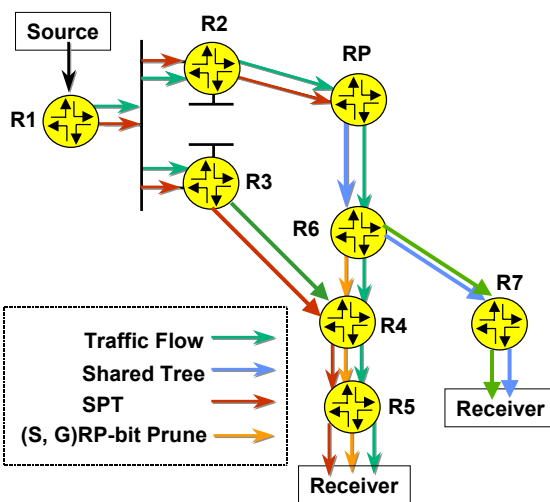 Source
R2
RP
R1
R3
R6
R7
R4
Traffic Flow
Shared Tree
SPT
(S, G)RP-bit Prune
R5
Receiver
Receiver